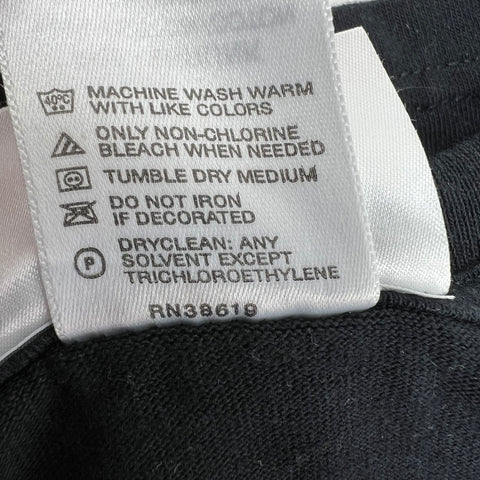 40°C
MACHINE WASH WARM
WITH LIKE COLORS
ONLY NON-CHLORINE
BLEACH WHEN NEEDED
TUMBLE DRY MEDIUM
DO NOT IRON
IF DECORATED
P
DRYCLEAN: ANY
SOLVENT EXCEPT
TRICHLOROETHYLENE
RN38619